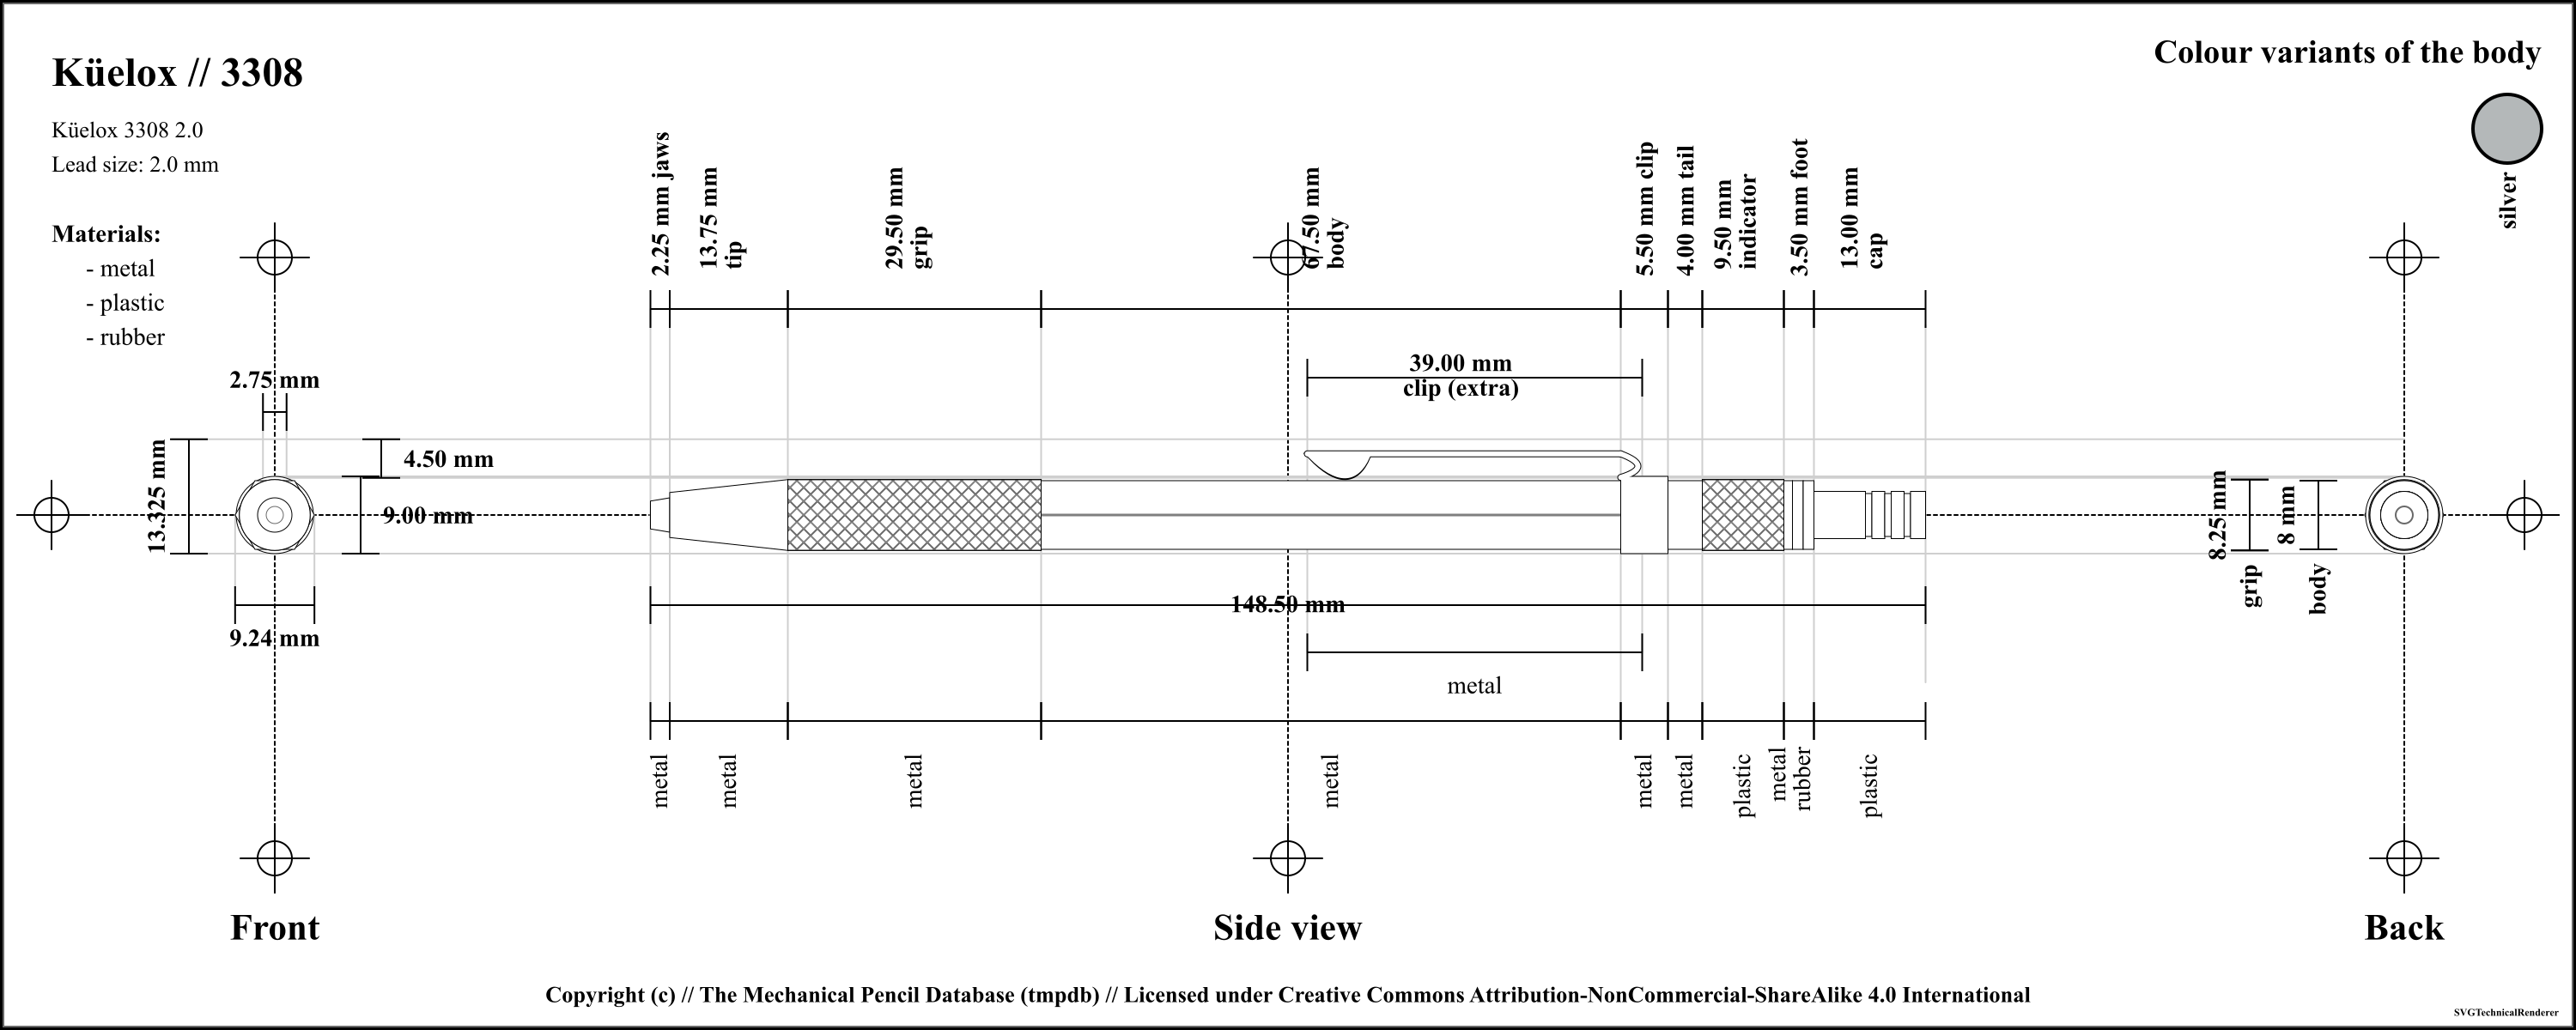 Küelox // 3308
Colour variants of the body
Küelox 3308 2.0
Lead size: 2.0 mm
silver
Materials:
- metal
- plastic
- rubber
2.25 mm jaws
13.75 mm
tip
29.50 mm
grip
67.50 mm
body
5.50 mm clip
4.00 mm tail
9.50 mm
indicator
3.50 mm foot
13.00 mm
cap
39.00 mm
clip (extra)
2.75 mm
13.325 mm
4.50 mm
9.00 mm
9.24 mm
148.50 mm
8.25 mm
grip
8 mm
body
metal
metal
metal
metal
metal
metal
metal
plastic
metal
rubber
plastic
Front
Side view
Back
Copyright (c) // The Mechanical Pencil Database (tmpdb) // Licensed under Creative Commons Attribution-NonCommercial-ShareAlike 4.0 International
SVGTechnicalRenderer